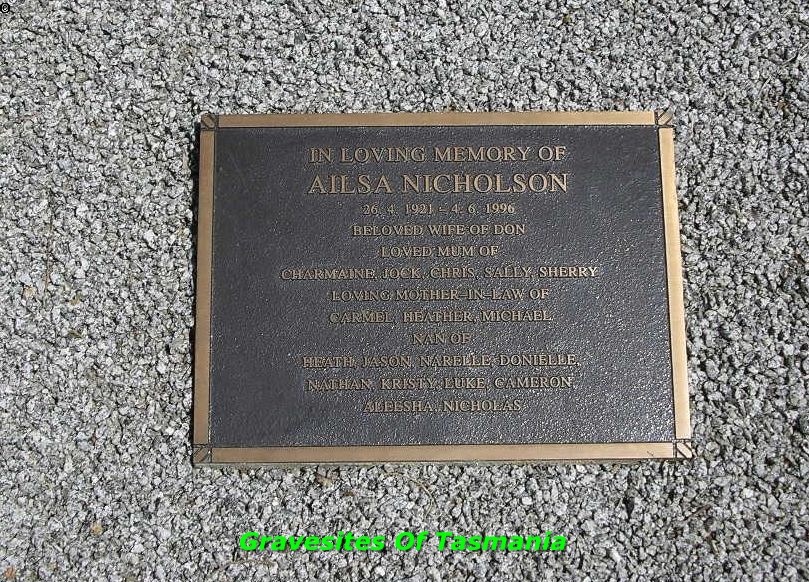 IN LOVING MEMORY OF
AILSA NICHOLSON
26. 4. 1921 – 4. 6. 1996
BELOVED WIFE OF DON
LOVED MUM OF
CHARMAINE, JOCK, CHRIS, SALLY, SHERRY
LOVING MOTHER-IN-LAW OF
CARMEL, HEATHER, MICHAEL
NAN OF
HEATH, JASON, NARELLE, DONIELLE,
NATHAN, KRISTY, LUKE, CAMERON,
ALEESHA, NICHOLAS
Gravesites Of Tasmania